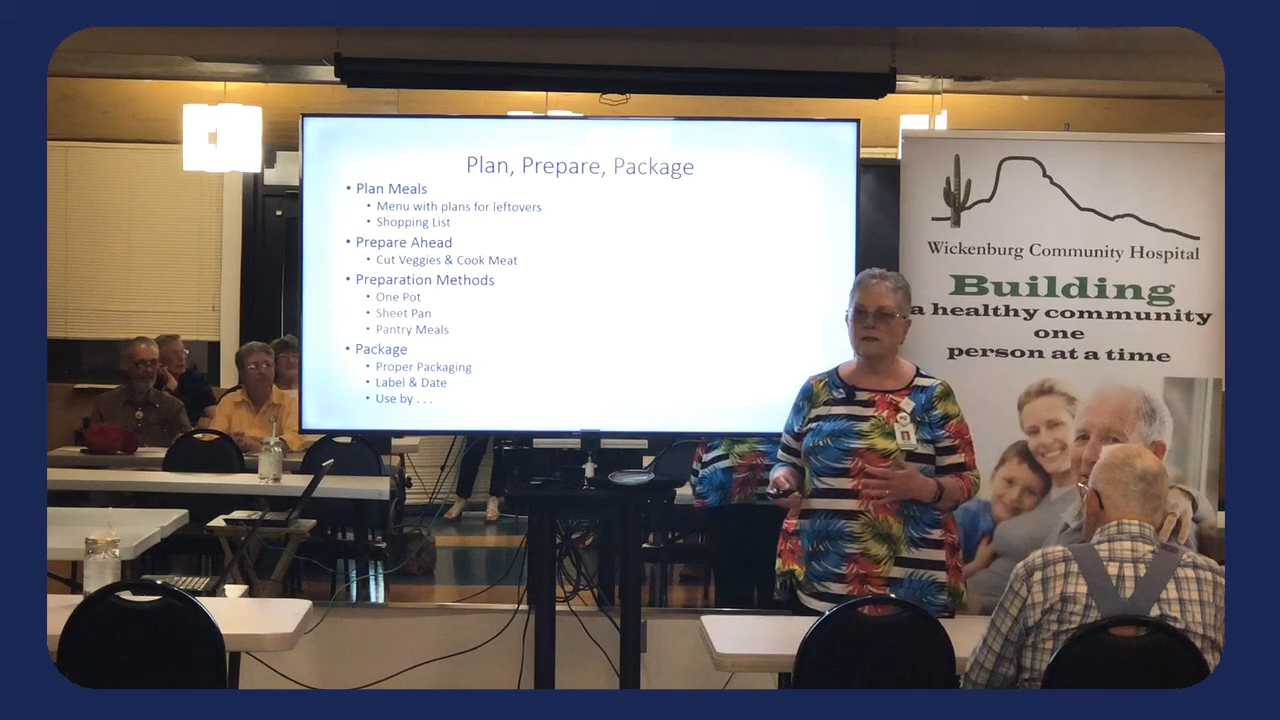 Plan, Prepare, Package
• Plan Meals
• Menu with plans for leftovers
• Shopping List
• Prepare Ahead
• Cut Veggies & Cook Meat
• Preparation Methods
• One Pot
• Sheet Pan
• Pantry Meals
• Package
• Proper Packaging
• Label & Date
• Use by . . .
Wickenburg Community Hospital
Building
a healthy community
one
person at a time